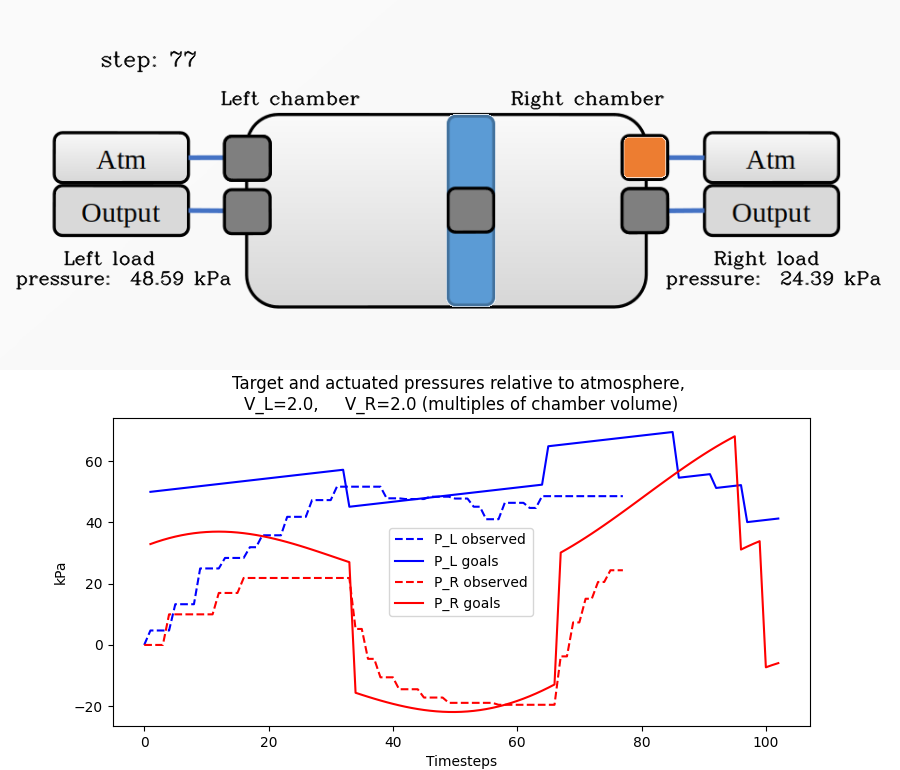 step: 77
Left chamber
Right chamber
Atm
Atm
Output
Output
Left load
pressure: 48.59 kPa
Right load
pressure: 24.39 kPa
Target and actuated pressures relative to atmosphere,
V_L=2.0, V_R=2.0 (multiples of chamber volume)
60
40
20
0
−20
kPa
P_L observed
P_L goals
P_R observed
P_R goals
0 20 40 60 80 100
Timesteps